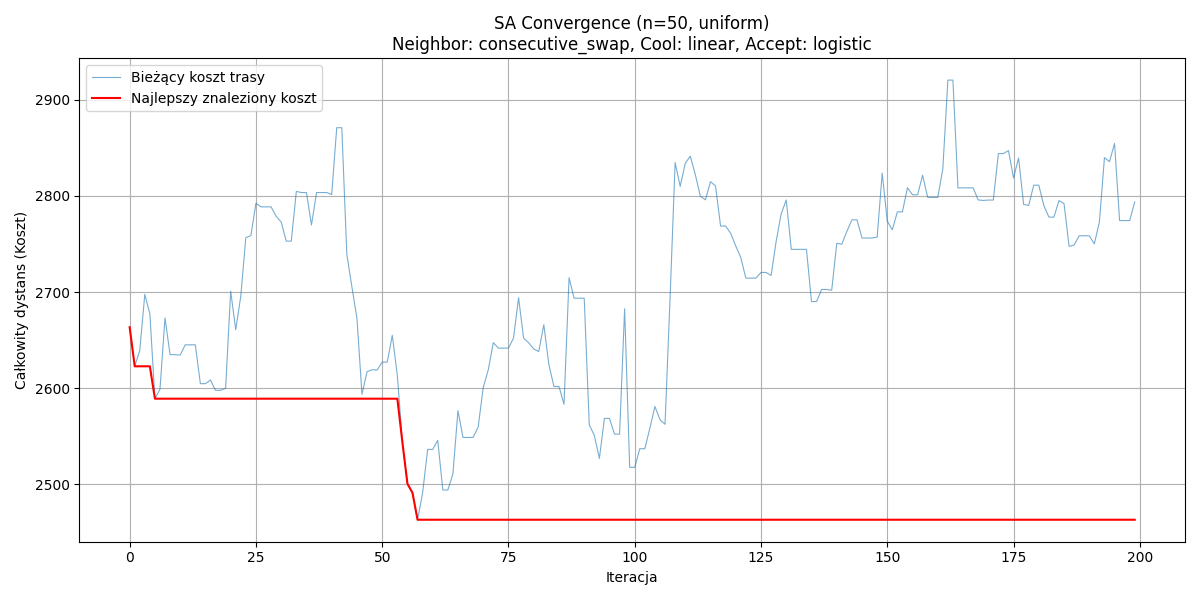 SA Convergence (n=50, uniform)
Neighbor: consecutive_swap, Cool: linear, Accept: logistic
Bieżący koszt trasy
Najlepszy znaleziony koszt
Całkowity dystans (Koszt)
2900
2800
2700
2600
2500
0 25 50 75 100 125 150 175 200
Iteracja